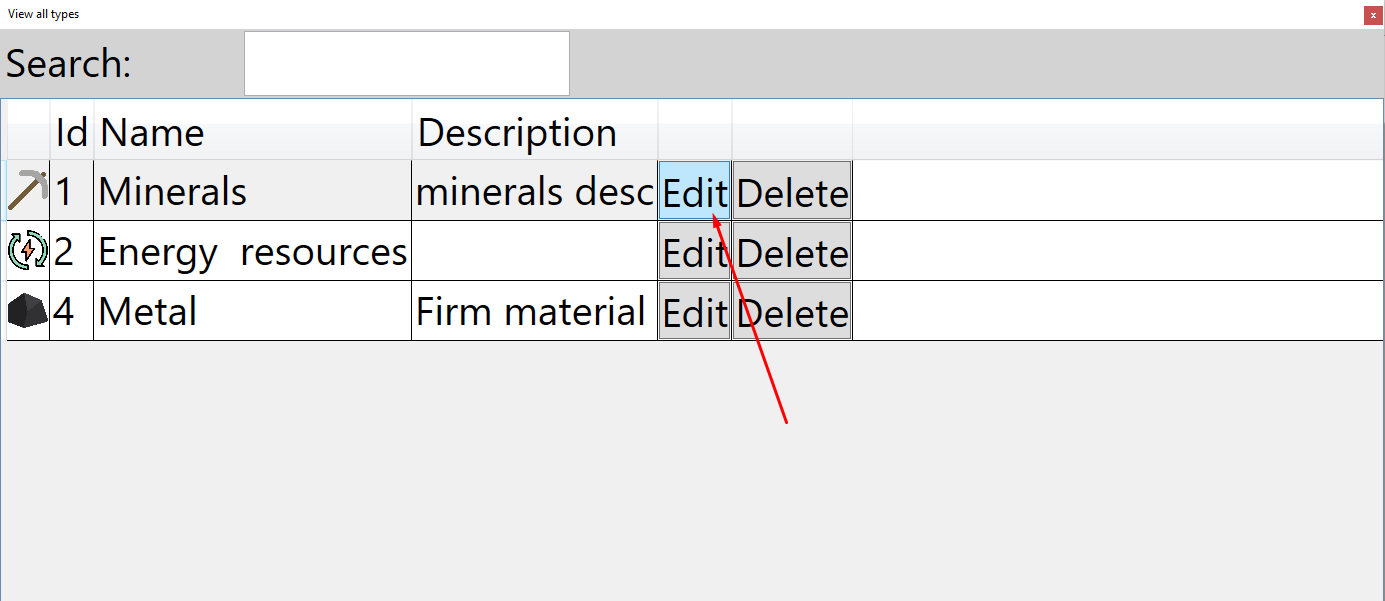 View all types
x
Search:
Id Name Description
1 Minerals minerals desc Edit Delete
2 Energy  resources Edit Delete
4 Metal Firm material Edit Delete